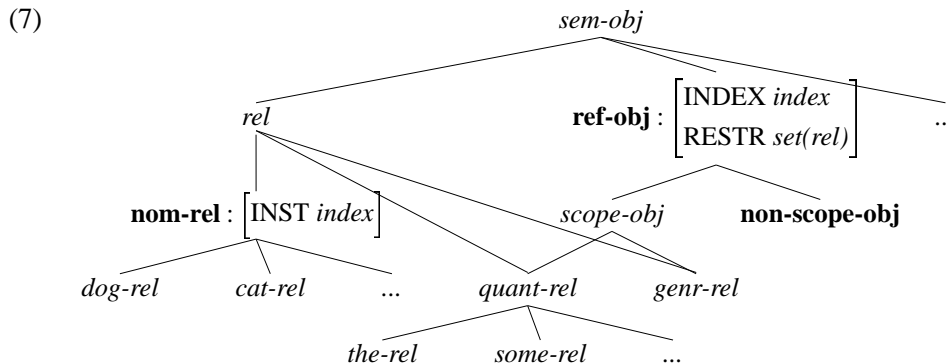 (7)
sem-obj
rel
ref-obj : [INDEX index
RESTR set(rel)]
..
nom-rel : [INST index]
scope-obj non-scope-obj
dog-rel cat-rel ... quant-rel genr-rel
the-rel some-rel ...